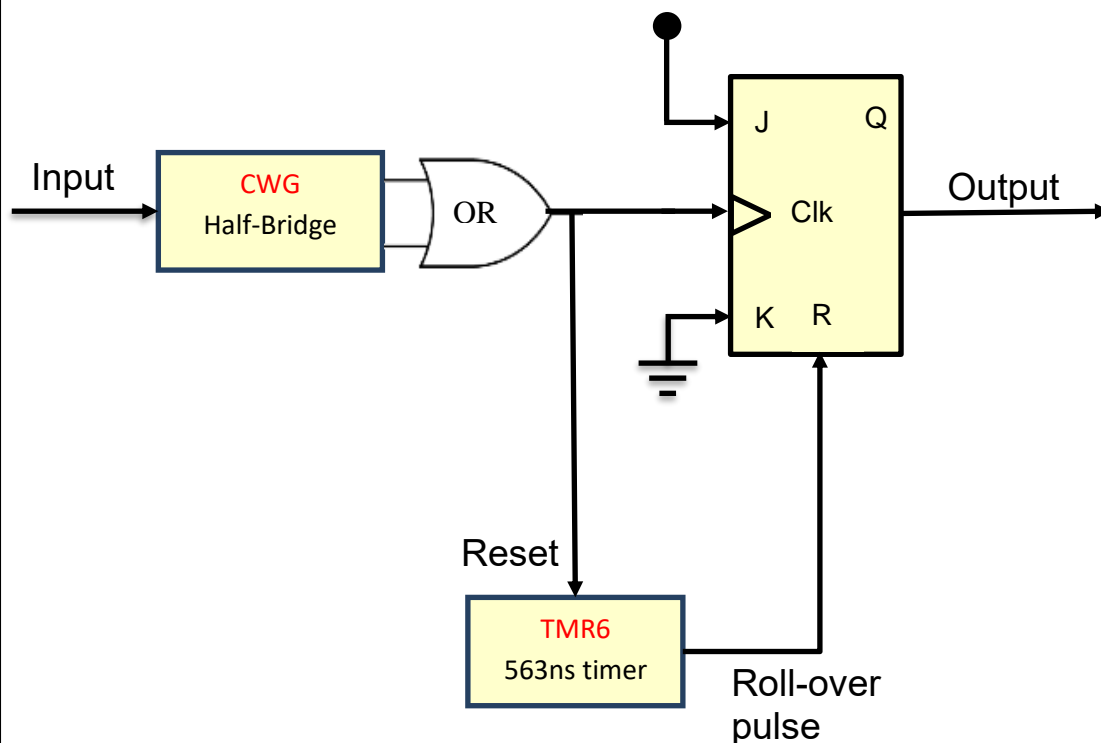 Input
CWG
Half-Bridge
OR
J
Q
Clk
K
R
Output
Reset
TMR6
563ns timer
Roll-over
pulse